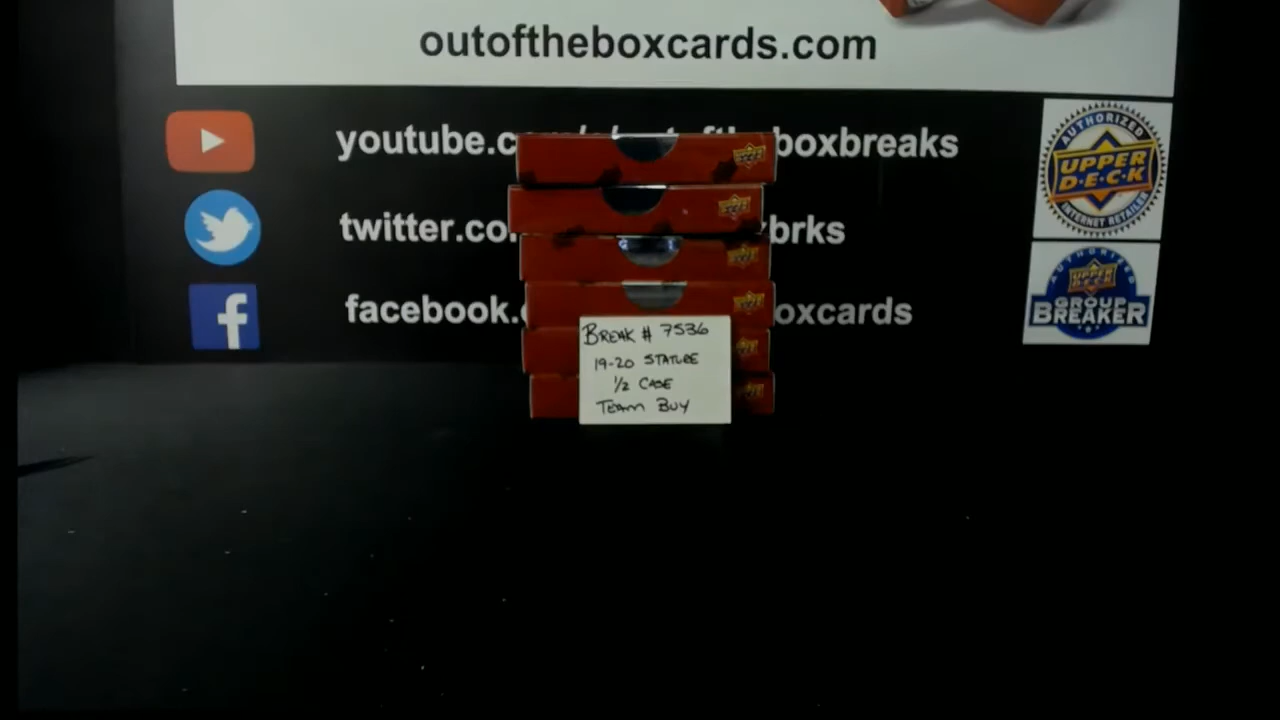 outoftheboxcards.com
youtube.c boxbreaks
twitter.co brks
facebook. oxcards
AUTHORIZED
UPPER
D·E·C·K
INTERNET RETAILER
AUTHORIZED
UPPER DECK
GROUP
BREAKER
BREAK # 7536
19-20 STATURE
1/2 CASE
TEAM BUY